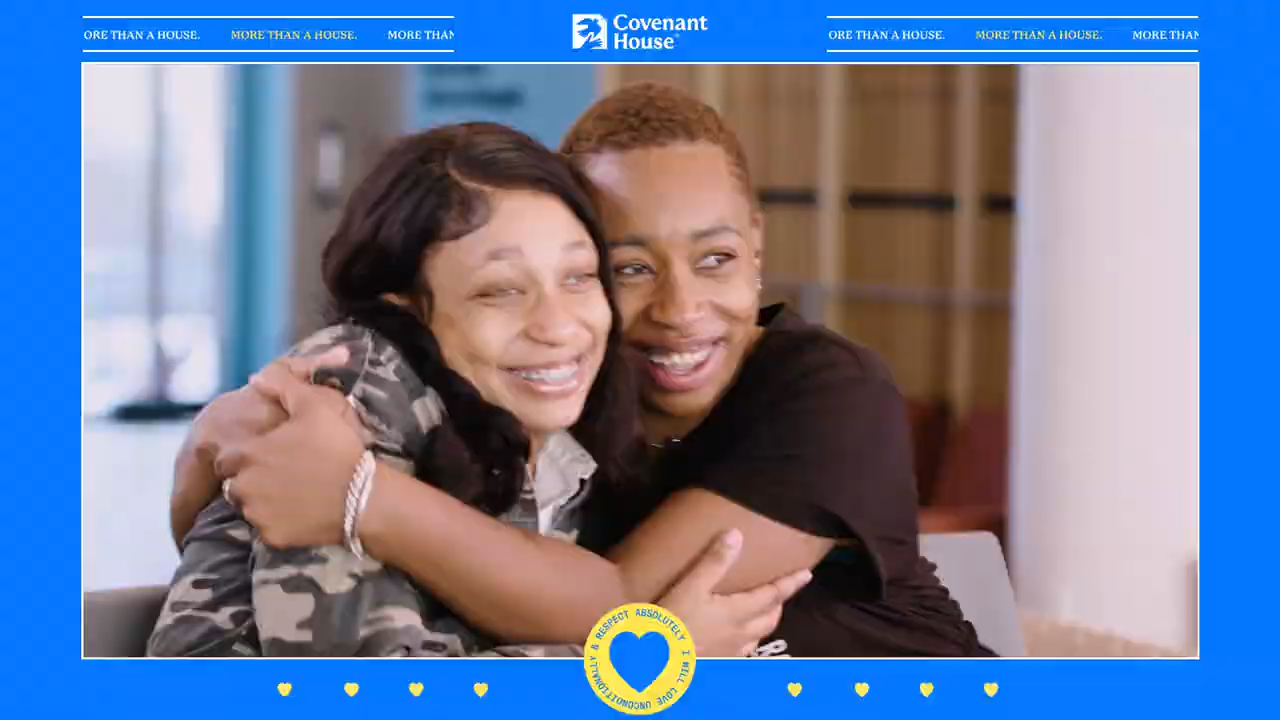 ORE THAN A HOUSE. MORE THAN A HOUSE. MORE THAN
Covenant
House
ORE THAN A HOUSE. MORE THAN A HOUSE. MORE THAN
I WILL LOVE UNCONDITIONALLY & RESPECT ABSOLUTELY